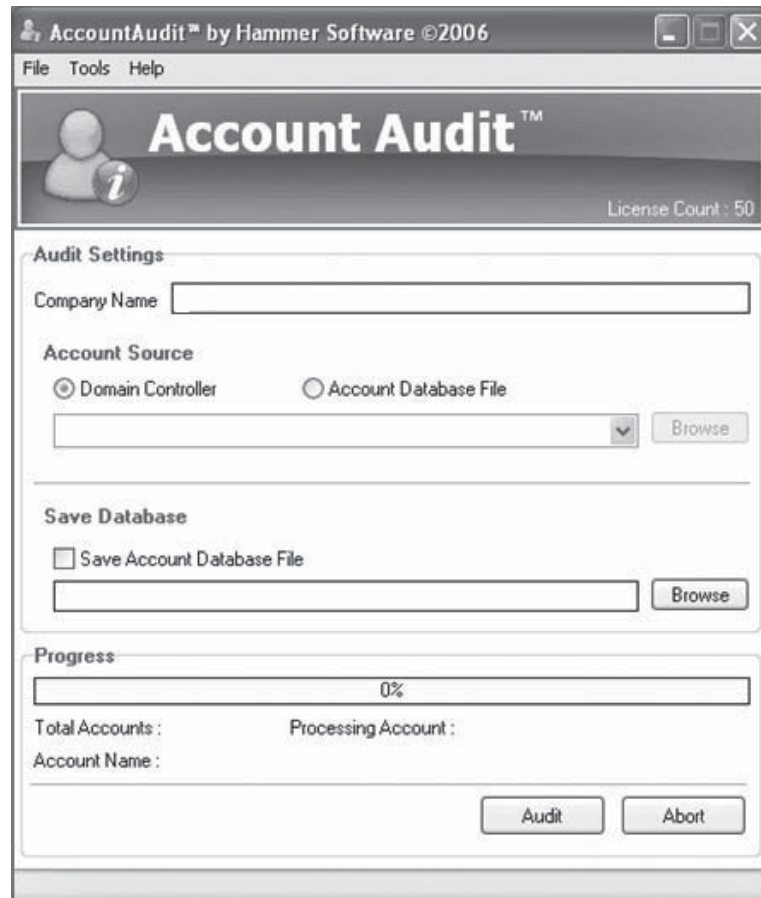 AccountAudit™ by Hammer Software ©2006
File Tools Help
Account Audit™
i
License Count : 50
Audit Settings
Company Name
Account Source
Domain Controller Account Database File
Browse
Save Database
Save Account Database File
Browse
Progress
0%
Total Accounts : Processing Account :
Account Name :
Audit Abort